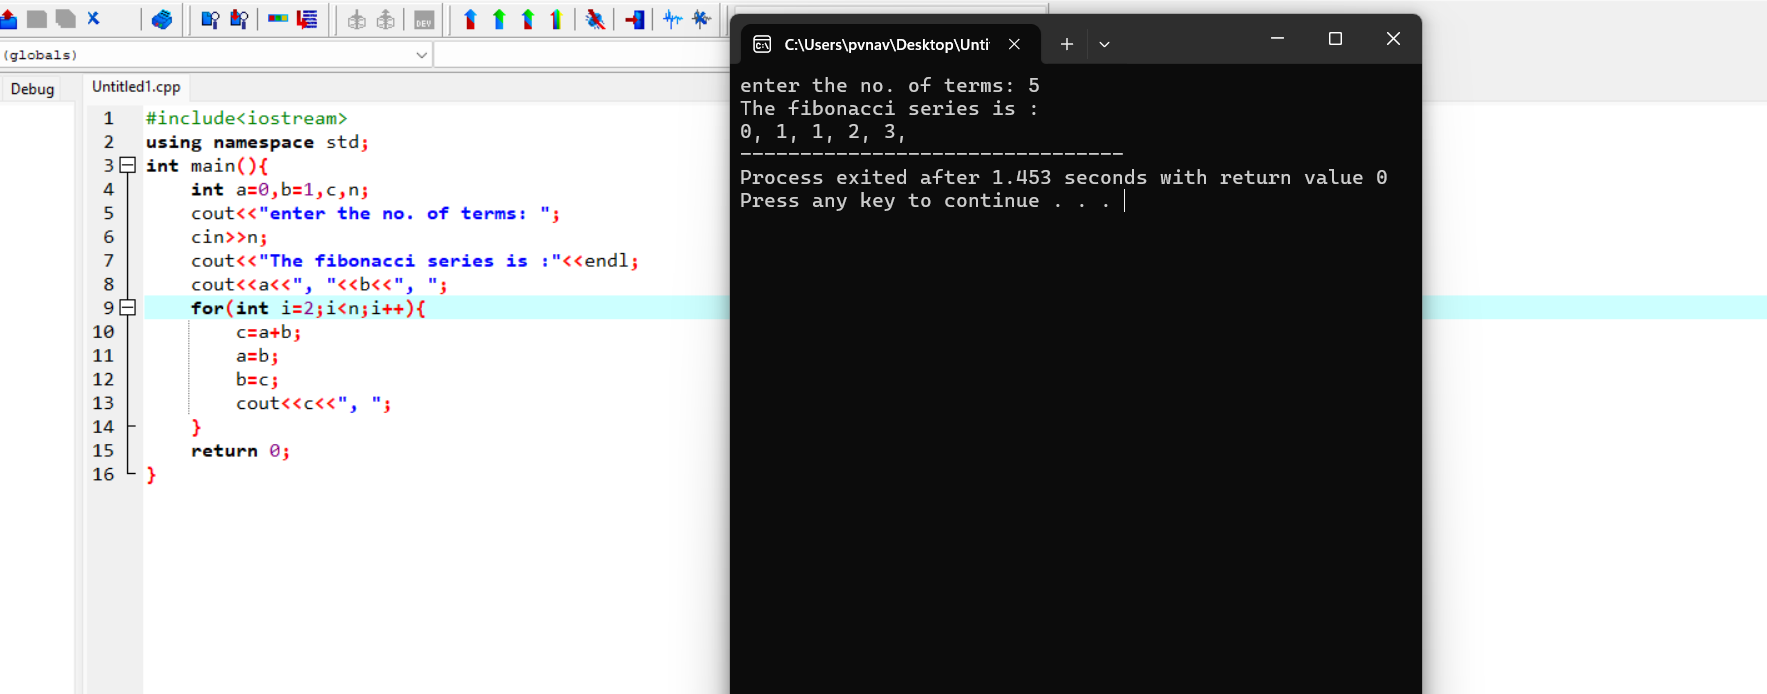 DEV
(globals)
Debug
Untitled1.cpp
1 #include<iostream>
2 using namespace std;
3 int main(){
4 int a=0,b=1,c,n;
5 cout<<"enter the no. of terms: ";
6 cin>>n;
7 cout<<"The fibonacci series is :"<<endl;
8 cout<<a<<", "<<b<<", ";
9 for(int i=2;i<n;i++){
10 c=a+b;
11 a=b;
12 b=c;
13 cout<<c<<", ";
14 }
15 return 0;
16 }
C:\Users\pvnav\Desktop\Unti
enter the no. of terms: 5
The fibonacci series is :
0, 1, 1, 2, 3,
--------------------------------
Process exited after 1.453 seconds with return value 0
Press any key to continue . . .